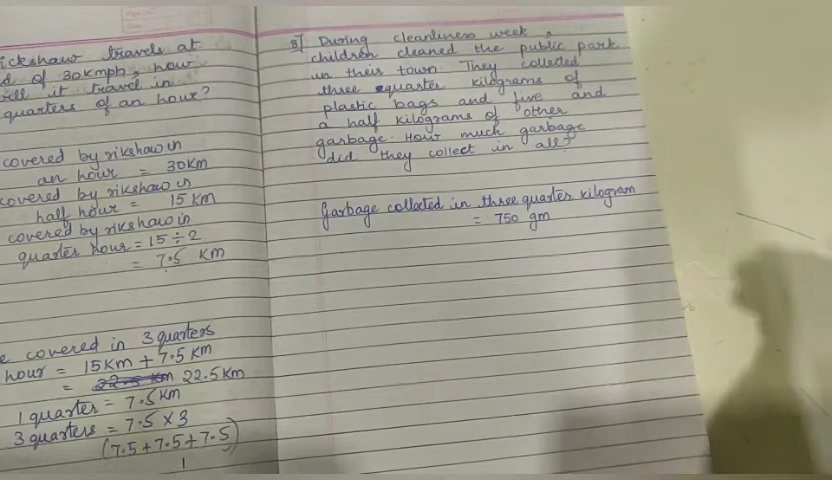 ickshaw travels at
d of 30kmph, how
will it travel in
quarters of an hour?
covered by rikshaw in
an hour = 30Km
covered by rikshaw in
half hour = 15 Km
covered by rikshaw in
quarter hour = 15 ÷ 2
= 7.5 Km
e covered in 3 quarters
hour = 15Km + 7.5 Km
= 22.5 Km 22.5Km
1 quarter = 7.5 Km
3 quarters = 7.5 x 3
(7.5 + 7.5 + 7.5)
8] During cleanliness week,
children cleaned the public park
in their town They colleded
three quarter kilograms of
plastic bags and five and
a half kilograms of other
garbage. How much garbage
did they collect in all?
Garbage collected in three quarter kilogram
= 750 gm